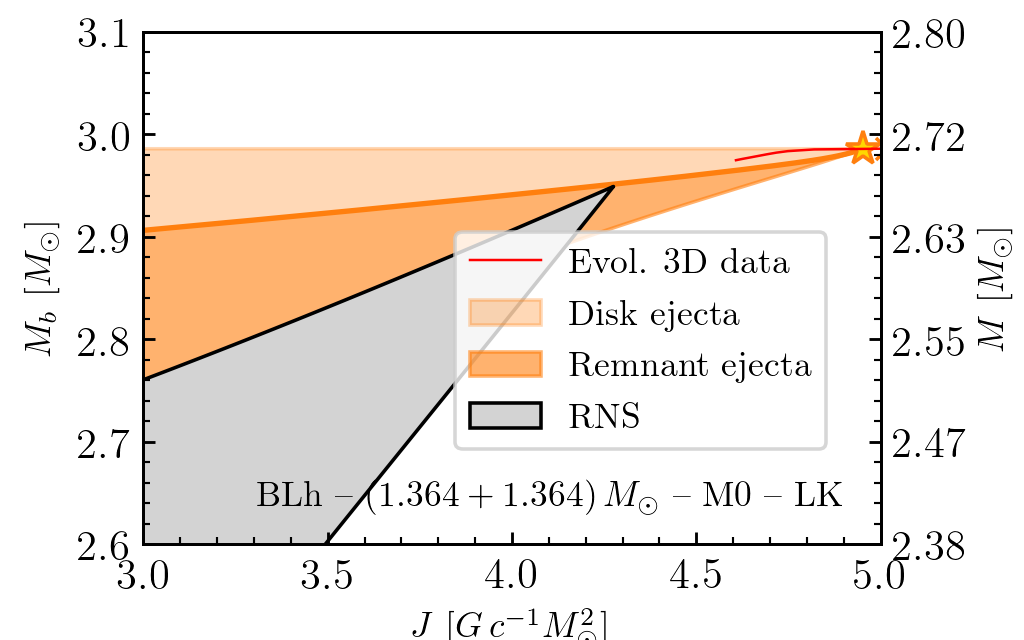 3.1
3.0
2.9
2.8
2.7
2.6
M_b [M_⊙]
2.80
2.72
2.63
2.55
2.47
2.38
M [M_⊙]
Evol. 3D data
Disk ejecta
Remnant ejecta
RNS
BLh – (1.364 + 1.364) M_⊙ – M0 – LK
3.0 3.5 4.0 4.5 5.0
J [G c⁻¹ M_⊙²]